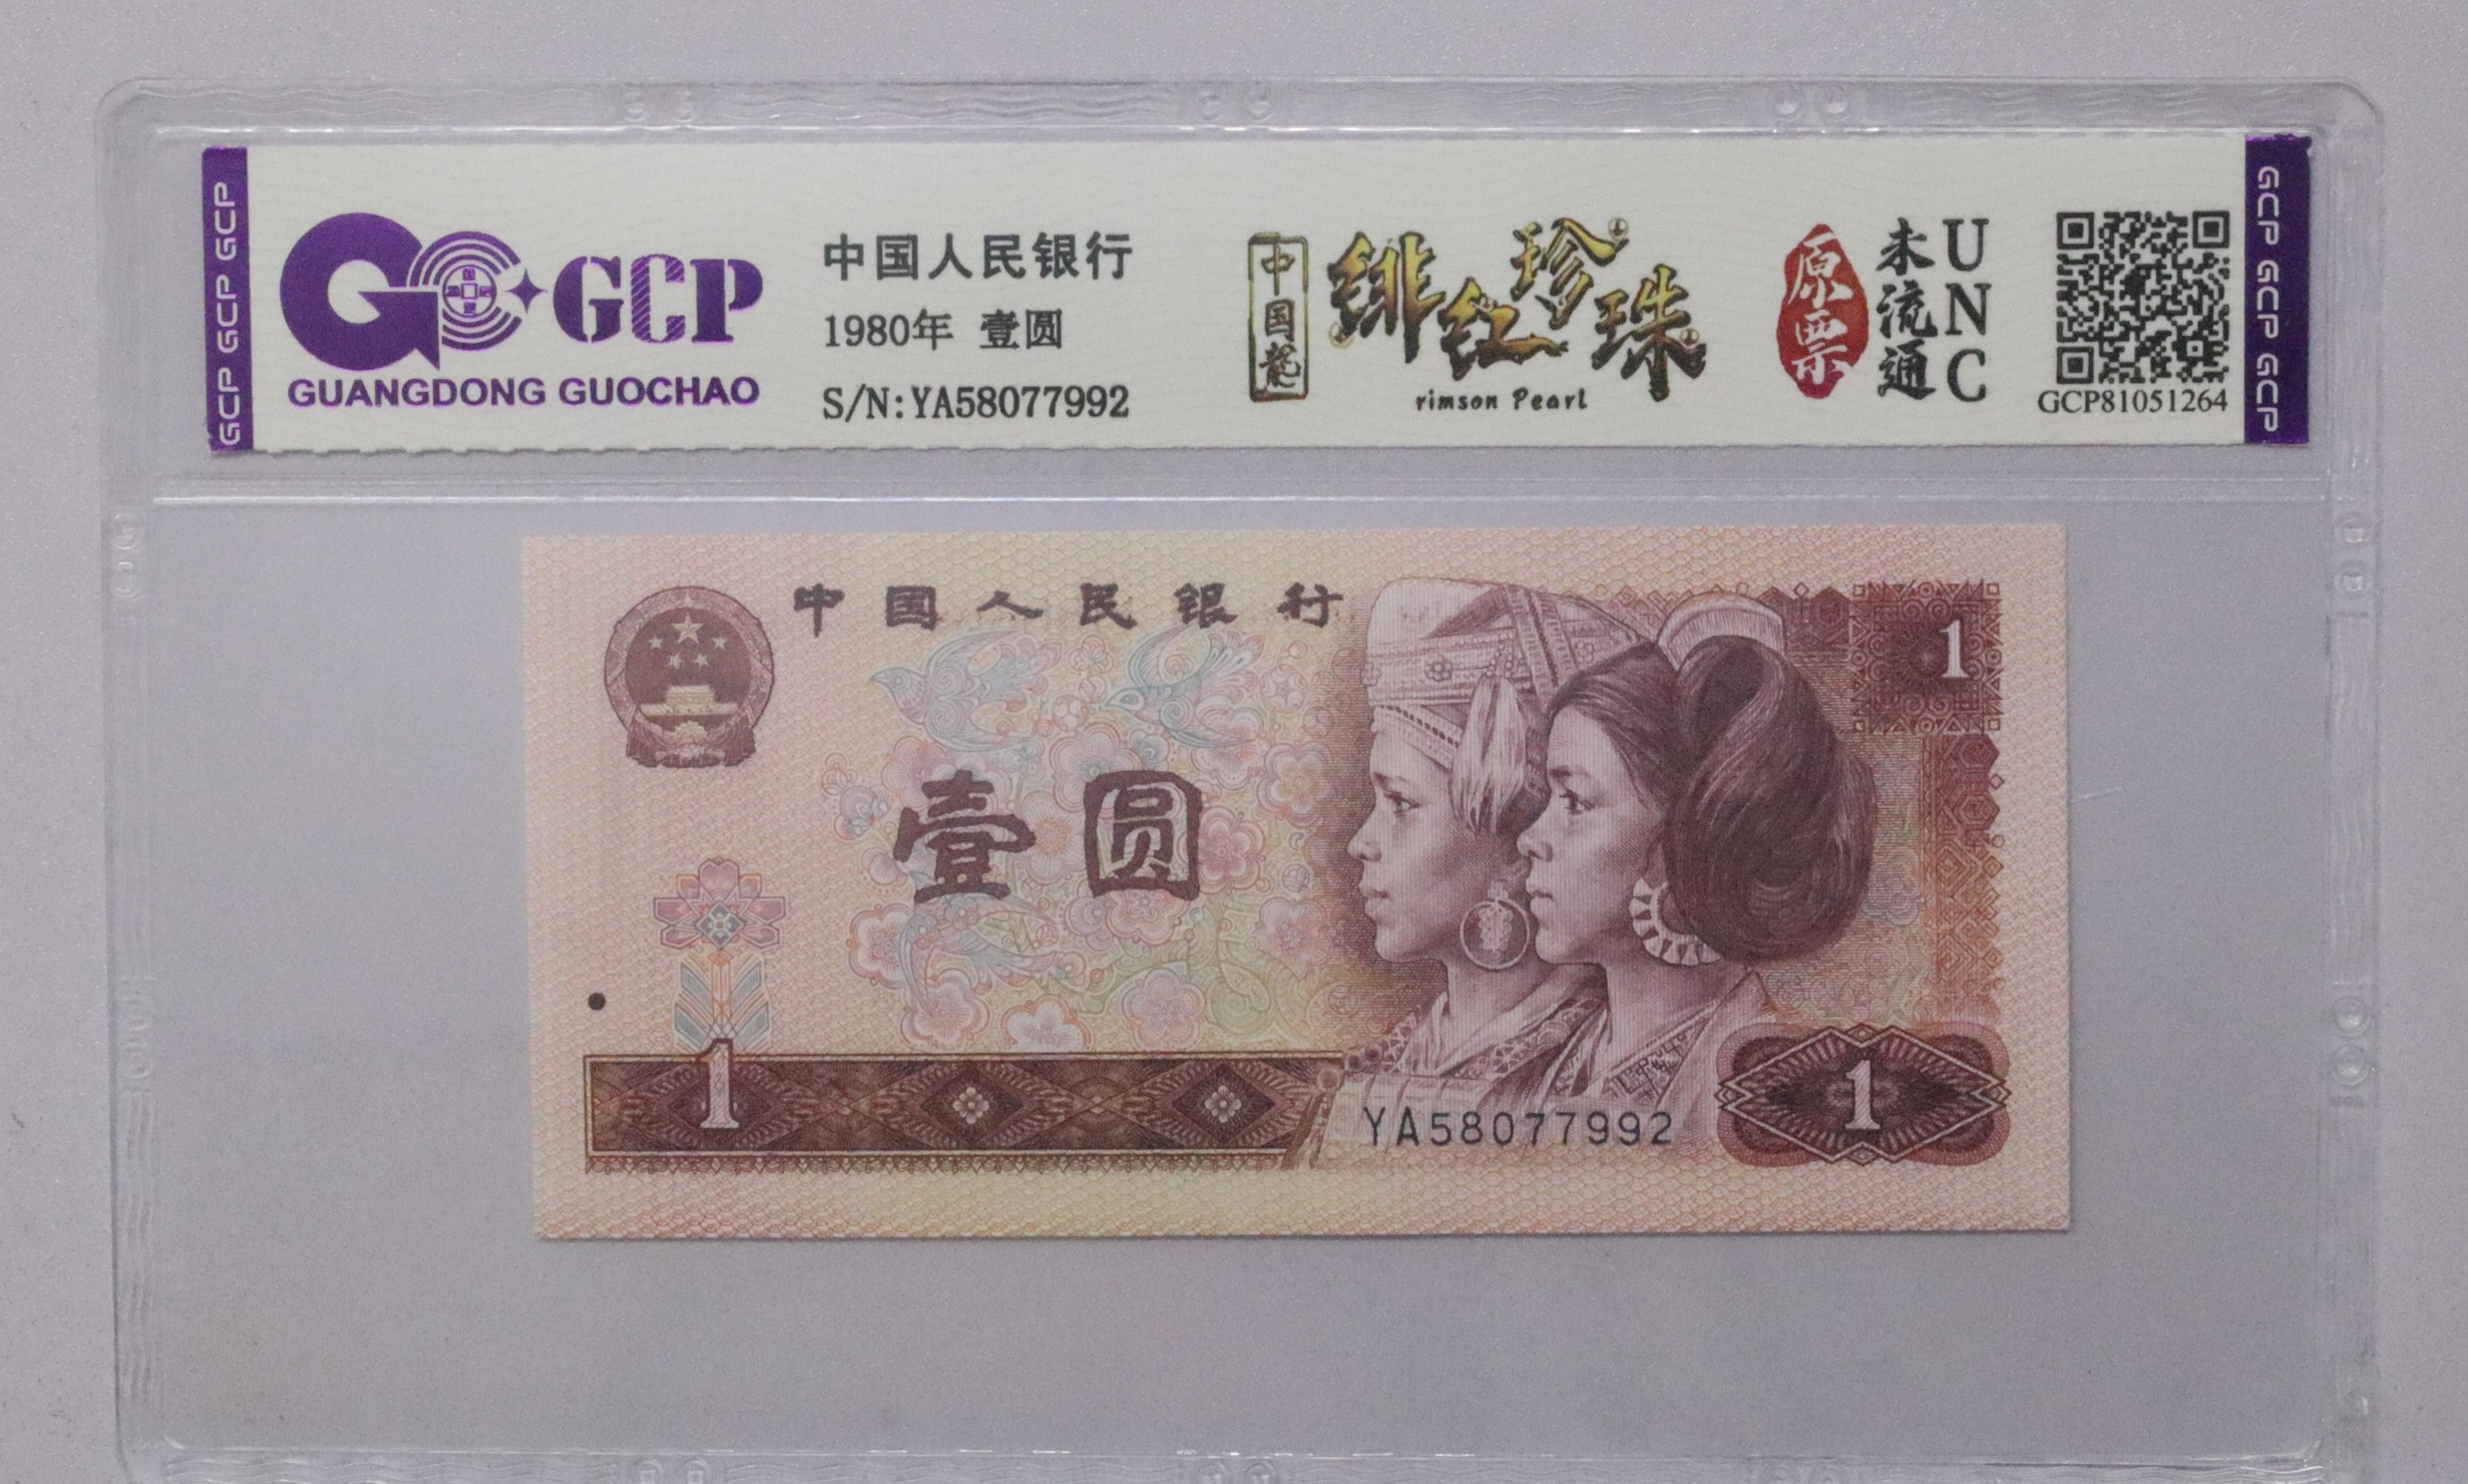 GCP GCP GCP
GCP
GUANGDONG GUOCHAO
中国人民银行
1980年 壹圆
S/N:YA58077992
中国龍
绯红珍珠
rimson Pearl
原票
未流通
UNC
GCP81051264
GCP GCP GCP
中国人民银行
1
壹圆
1
YA58077992
1